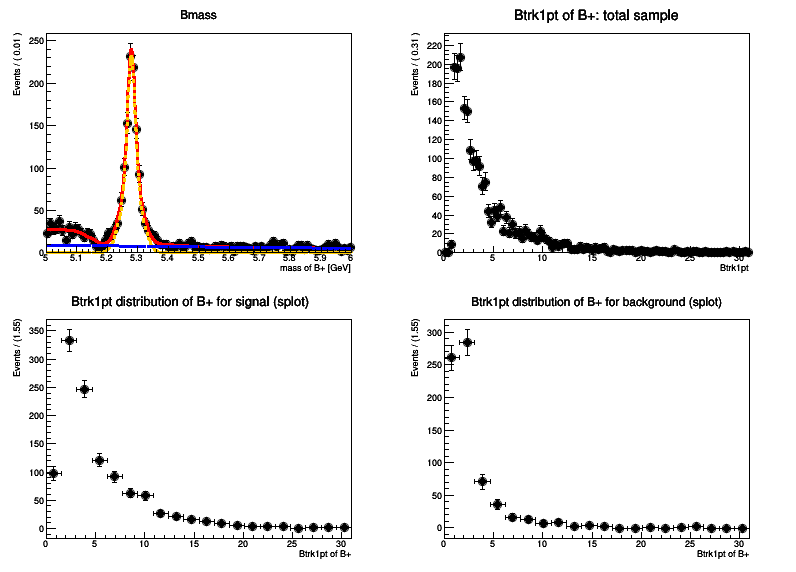 Bmass
Events / ( 0.01)
250
200
150
100
50
0
5 5.1 5.2 5.3 5.4 5.5 5.6 5.7 5.8 5.9 6
mass of B+ [GeV]
Btrk1pt of B+: total sample
Events / ( 0.31)
220
200
180
160
140
120
100
80
60
40
20
0
0 5 10 15 20 25 30
Btrk1pt
Btrk1pt distribution of B+ for signal (splot)
Events / (1.55)
350
300
250
200
150
100
50
0
0 5 10 15 20 25 30
Btrk1pt of B+
Btrk1pt distribution of B+ for background (splot)
Events / (1.55)
300
250
200
150
100
50
0
0 5 10 15 20 25 30
Btrk1pt of B+